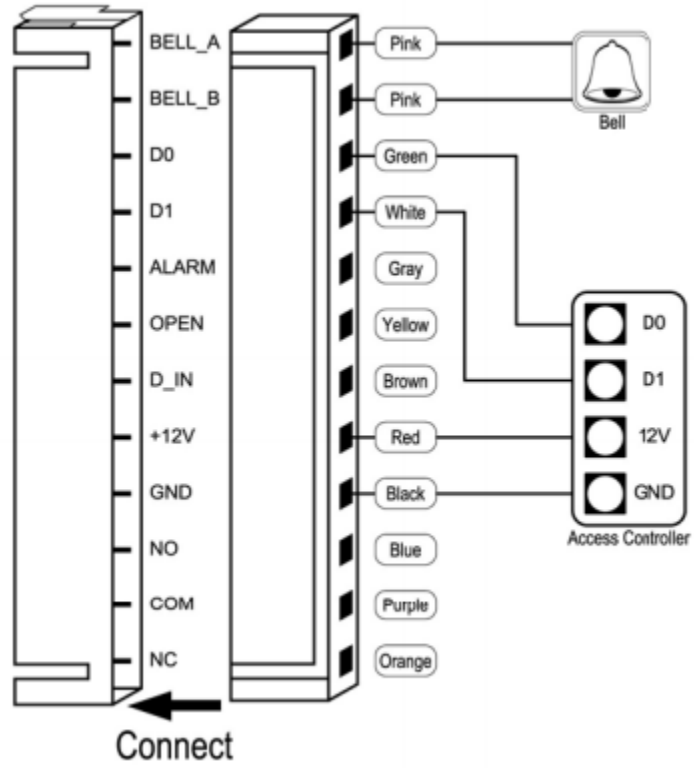 BELL_A Pink
BELL_B Pink
Bell
D0 Green
D1 White
ALARM Gray
OPEN Yellow D0
D_IN Brown D1
+12V Red 12V
GND Black GND
Access Controller
NO Blue
COM Purple
NC Orange
Connect